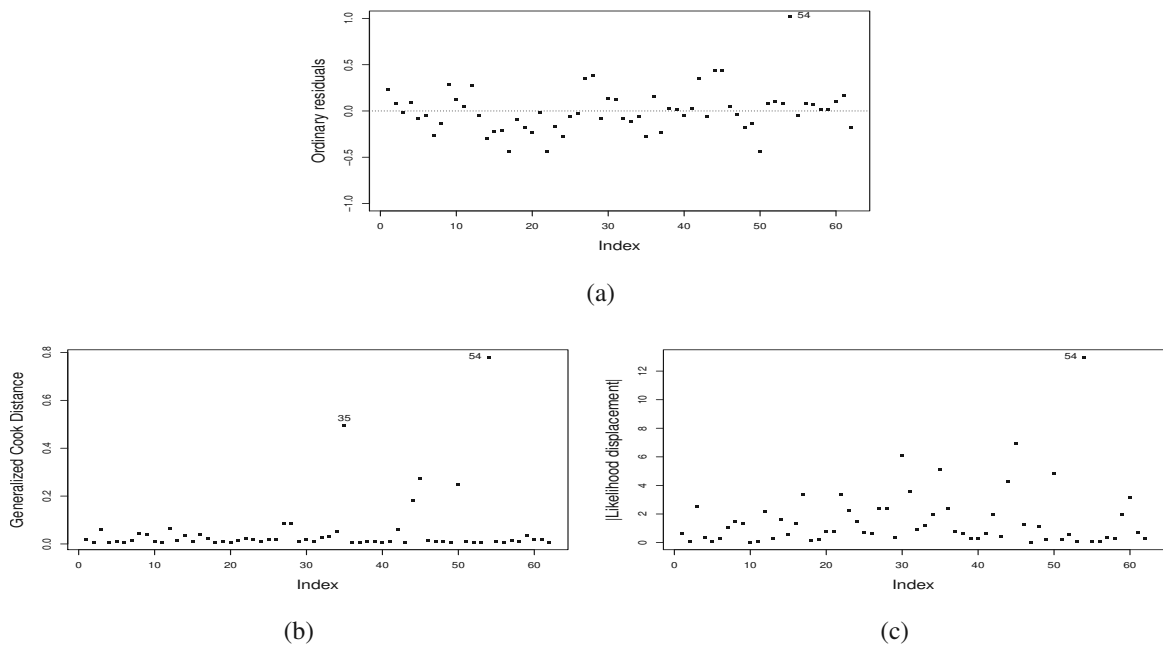 54
1.0
0.5
0.0
−0.5
−1.0
Ordinary residuals
0 10 20 30 40 50 60
Index
(a)
54
35
0.8
0.6
0.4
0.2
0.0
Generalized Cook Distance
0 10 20 30 40 50 60
Index
(b)
54
12
10
8
6
4
2
0
|Likelihood displacement|
0 10 20 30 40 50 60
Index
(c)